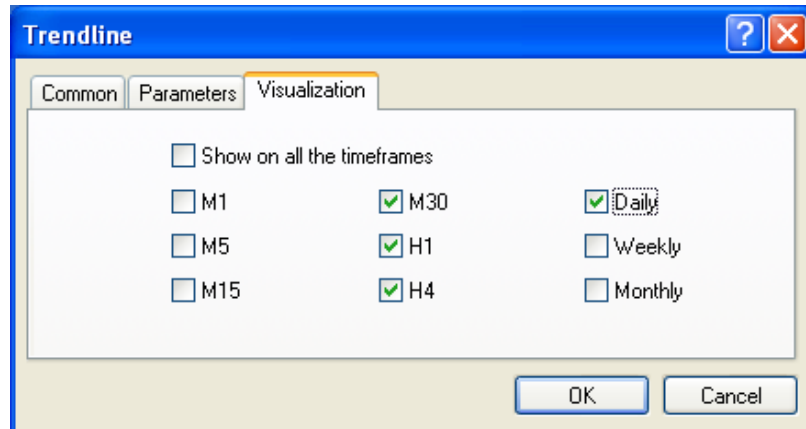 Trendline
Common Parameters Visualization
Show on all the timeframes
M1 M30 Daily
M5 H1 Weekly
M15 H4 Monthly
OK Cancel